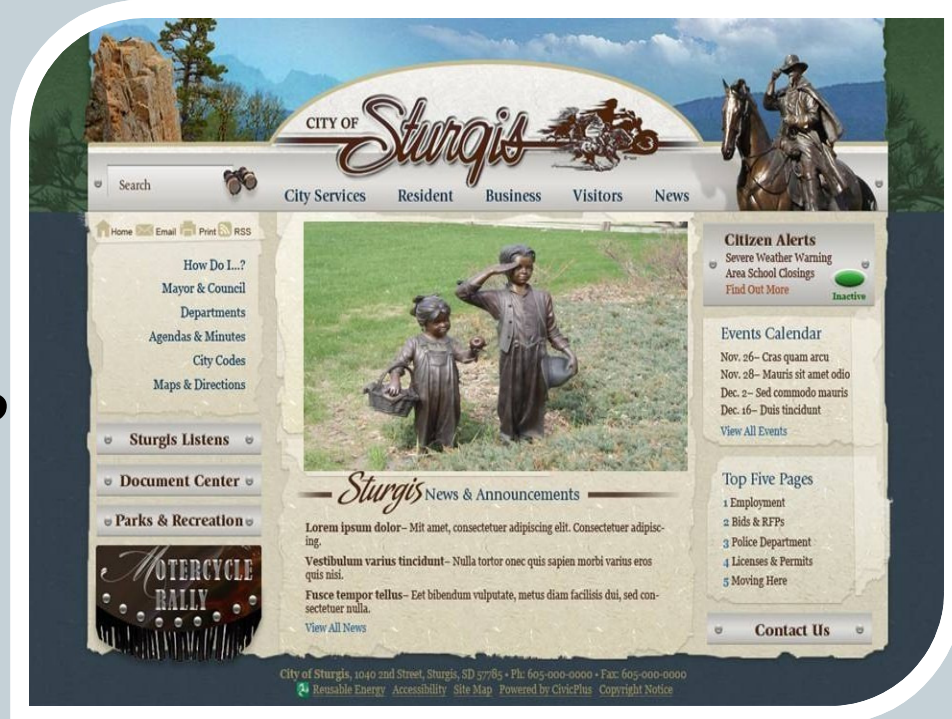 CITY OF
Sturgis
Search
City Services Resident Business Visitors News
Home Email Print RSS
How Do I...?
Mayor & Council
Departments
Agendas & Minutes
City Codes
Maps & Directions
Sturgis Listens
Document Center
Parks & Recreation
MOTERCYCLE
RALLY
Sturgis News & Announcements
Lorem ipsum dolor– Mit amet, consectetuer adipiscing elit. Consectetuer adipisc-
ing.
Vestibulum varius tincidunt– Nulla tortor onec quis sapien morbi varius eros
quis nisi.
Fusce tempor tellus– Eet bibendum vulputate, metus diam facilisis dui, sed con-
sectetuer nulla.
View All News
Citizen Alerts
Severe Weather Warning
Area School Closings
Find Out More
Inactive
Events Calendar
Nov. 26– Cras quam arcu
Nov. 28– Mauris sit amet odio
Dec. 2– Sed commodo mauris
Dec. 16– Duis tincidunt
View All Events
Top Five Pages
1 Employment
2 Bids & RFPs
3 Police Department
4 Licenses & Permits
5 Moving Here
Contact Us
City of Sturgis, 1040 2nd Street, Sturgis, SD 57785 • Ph: 605-000-0000 • Fax: 605-000-0000
Reusable Energy Accessibility Site Map Powered by CivicPlus Copyright Notice